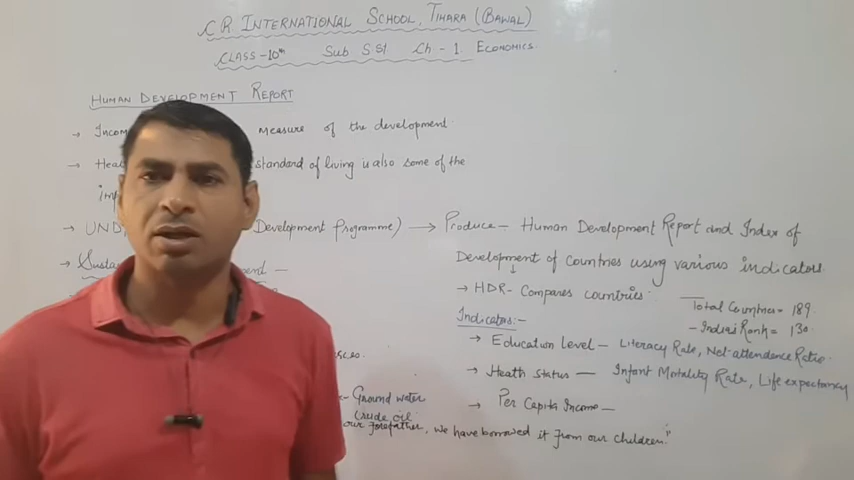 CR INTERNATIONAL SCHOOL, TIHARA (BAWAL)
CLASS-10th Sub SSt Ch-1 ECONOMICS.
HUMAN DEVELOPMENT REPORT
→ measure of the development
→ standard of living is also some of the
→ UND Development Programme) → Produce - Human Development Report and Index of
Development of Countries using various indicators
→ HDR- Compares countries
Total Countries = 189
- India's Rank = 130
Indicators:-
→ Education Level - Literacy Rate, Net-attendence Ratio.
→ Heath Status — Infant Mortality Rate, Life expectancy
→ Per Capita Income -
Ground water
Crude oil
our forefather, we have borrowed it from our children"